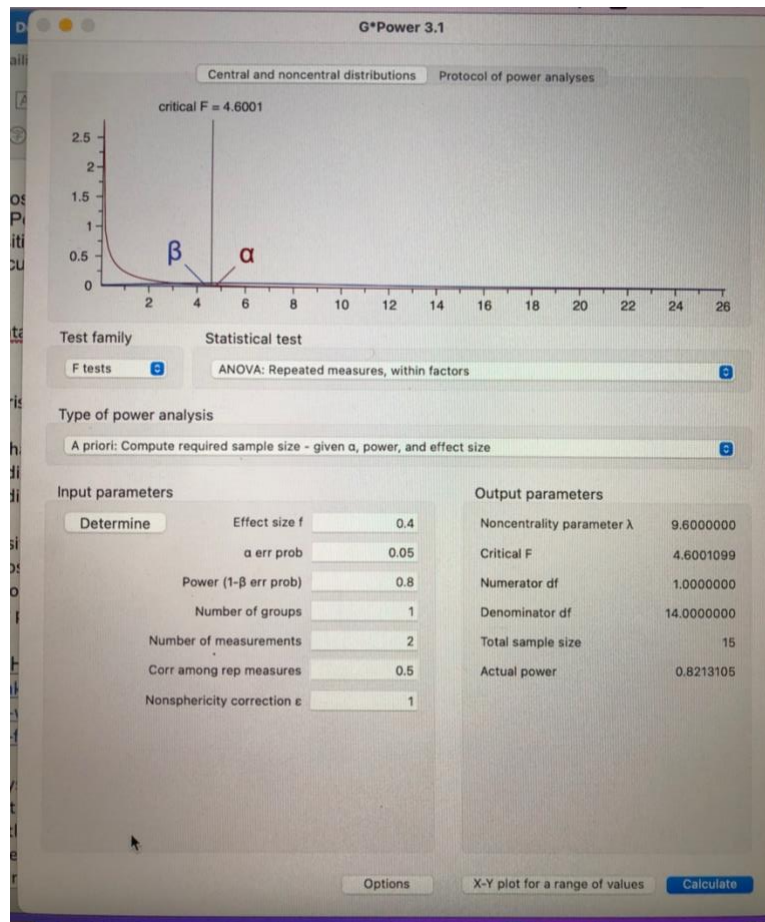 G*Power 3.1
Central and noncentral distributions Protocol of power analyses
critical F = 4.6001
2.5
2
1.5
1
0.5
0
β α
2 4 6 8 10 12 14 16 18 20 22 24 26
Test family Statistical test
F tests ANOVA: Repeated measures, within factors
Type of power analysis
A priori: Compute required sample size - given α, power, and effect size
Input parameters Output parameters
Determine Effect size f 0.4 Noncentrality parameter λ 9.6000000
α err prob 0.05 Critical F 4.6001099
Power (1-β err prob) 0.8 Numerator df 1.0000000
Number of groups 1 Denominator df 14.0000000
Number of measurements 2 Total sample size 15
Corr among rep measures 0.5 Actual power 0.8213105
Nonsphericity correction ε 1
Options X-Y plot for a range of values Calculate